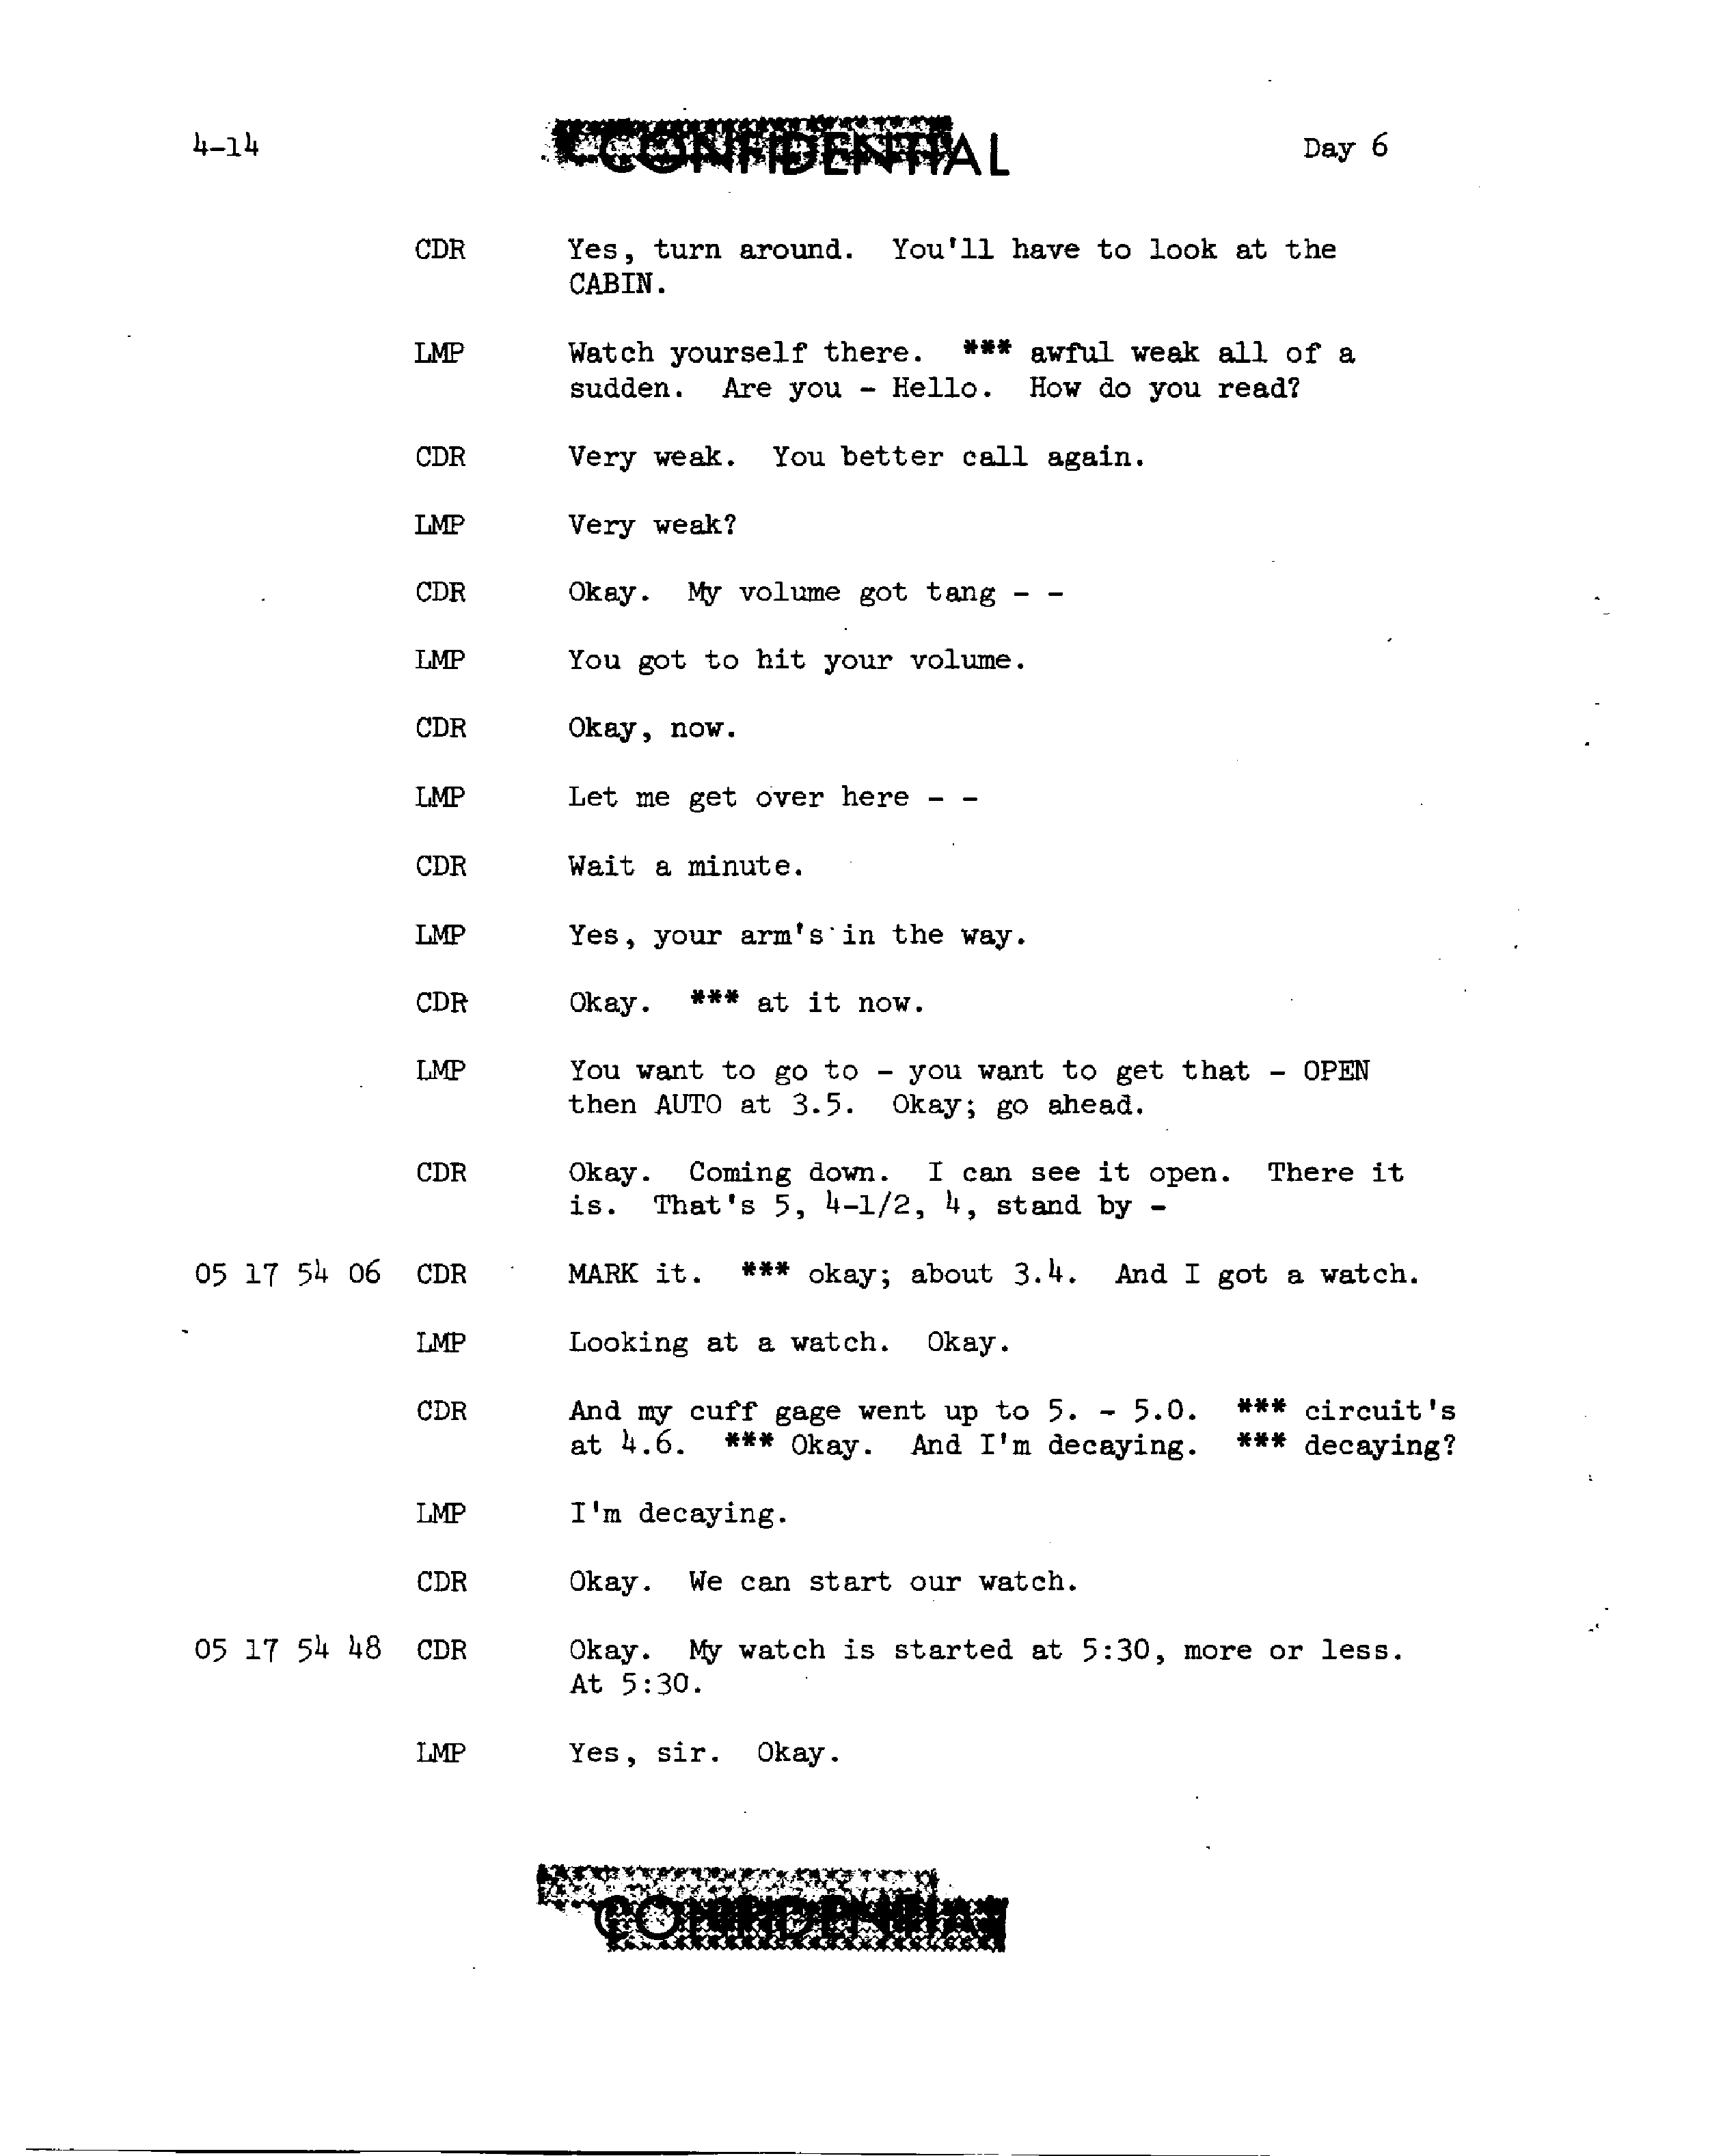 4-14 CONFIDENTIAL Day 6
CDR Yes, turn around. You'll have to look at the
CABIN.
LMP Watch yourself there. *** awful weak all of a
sudden. Are you - Hello. How do you read?
CDR Very weak. You better call again.
LMP Very weak?
CDR Okay. My volume got tang - -
LMP You got to hit your volume.
CDR Okay, now.
LMP Let me get over here - -
CDR Wait a minute.
LMP Yes, your arm's in the way.
CDR Okay. *** at it now.
LMP You want to go to - you want to get that - OPEN
then AUTO at 3.5. Okay; go ahead.
CDR Okay. Coming down. I can see it open. There it
is. That's 5, 4-1/2, 4, stand by -
05 17 54 06 CDR MARK it. *** okay; about 3.4. And I got a watch.
LMP Looking at a watch. Okay.
CDR And my cuff gage went up to 5. - 5.0. *** circuit's
at 4.6. *** Okay. And I'm decaying. *** decaying?
LMP I'm decaying.
CDR Okay. We can start our watch.
05 17 54 48 CDR Okay. My watch is started at 5:30, more or less.
At 5:30.
LMP Yes, sir. Okay.
CONFIDENTIAL